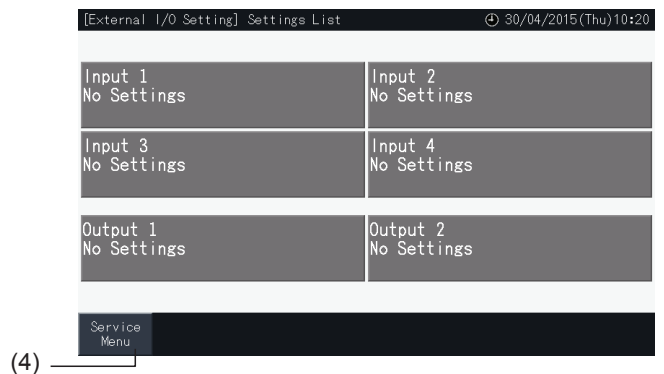 [External I/O Setting] Settings List 30/04/2015(Thu)10:20
Input 1 Input 2
No Settings No Settings
Input 3 Input 4
No Settings No Settings
Output 1 Output 2
No Settings No Settings
Service
Menu
(4)